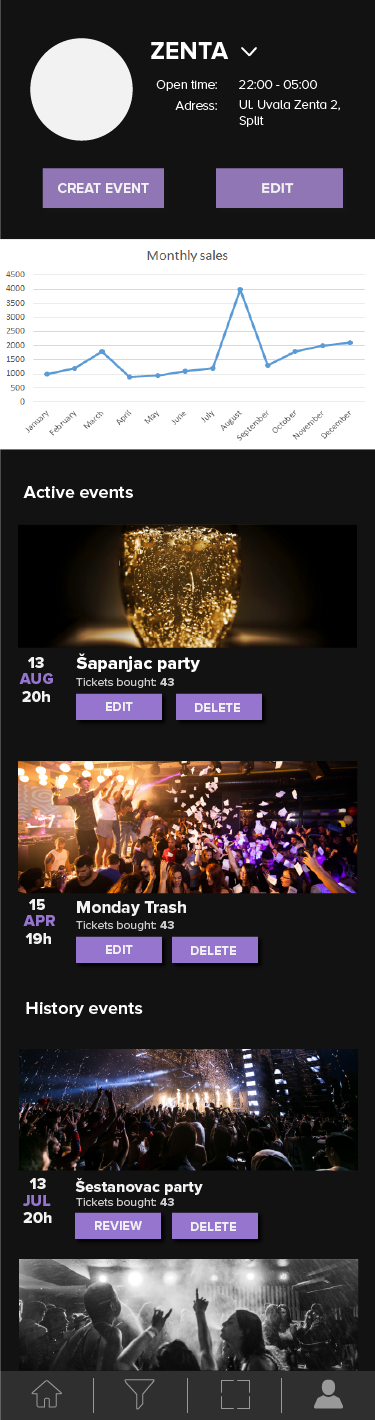 ZENTA
Open time: 22:00 - 05:00
Adress: Ul. Uvala Zenta 2,
Split
CREAT EVENT
EDIT
Monthly sales
4500
4000
3500
3000
2500
2000
1500
1000
500
0
January
February
March
April
May
June
July
August
September
October
November
December
Active events
13
AUG
20h
Šapanjac party
Tickets bought: 43
EDIT
DELETE
15
APR
19h
Monday Trash
Tickets bought: 43
EDIT
DELETE
History events
13
JUL
20h
Šestanovac party
Tickets bought: 43
REVIEW
DELETE